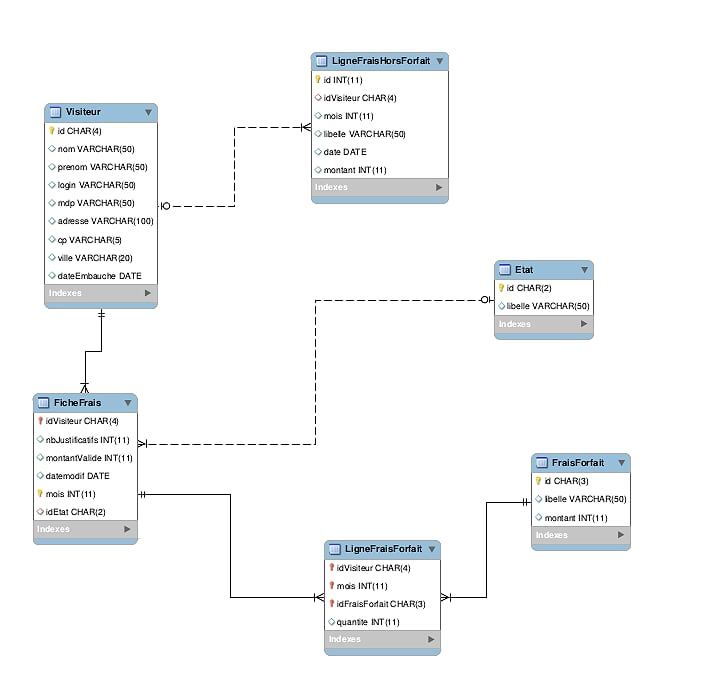 LigneFraisHorsForfait
id INT(11)
idVisiteur CHAR(4)
mois INT(11)
libelle VARCHAR(50)
date DATE
montant INT(11)
Indexes
Visiteur
id CHAR(4)
nom VARCHAR(50)
prenom VARCHAR(50)
login VARCHAR(50)
mdp VARCHAR(50)
adresse VARCHAR(100)
cp VARCHAR(5)
ville VARCHAR(20)
dateEmbauche DATE
Indexes
Etat
id CHAR(2)
libelle VARCHAR(50)
Indexes
FicheFrais
idVisiteur CHAR(4)
nbJustificatifs INT(11)
montantValide INT(11)
datemodif DATE
mois INT(11)
idEtat CHAR(2)
Indexes
FraisForfait
id CHAR(3)
libelle VARCHAR(50)
montant INT(11)
Indexes
LigneFraisForfait
idVisiteur CHAR(4)
mois INT(11)
idFraisForfait CHAR(3)
quantite INT(11)
Indexes